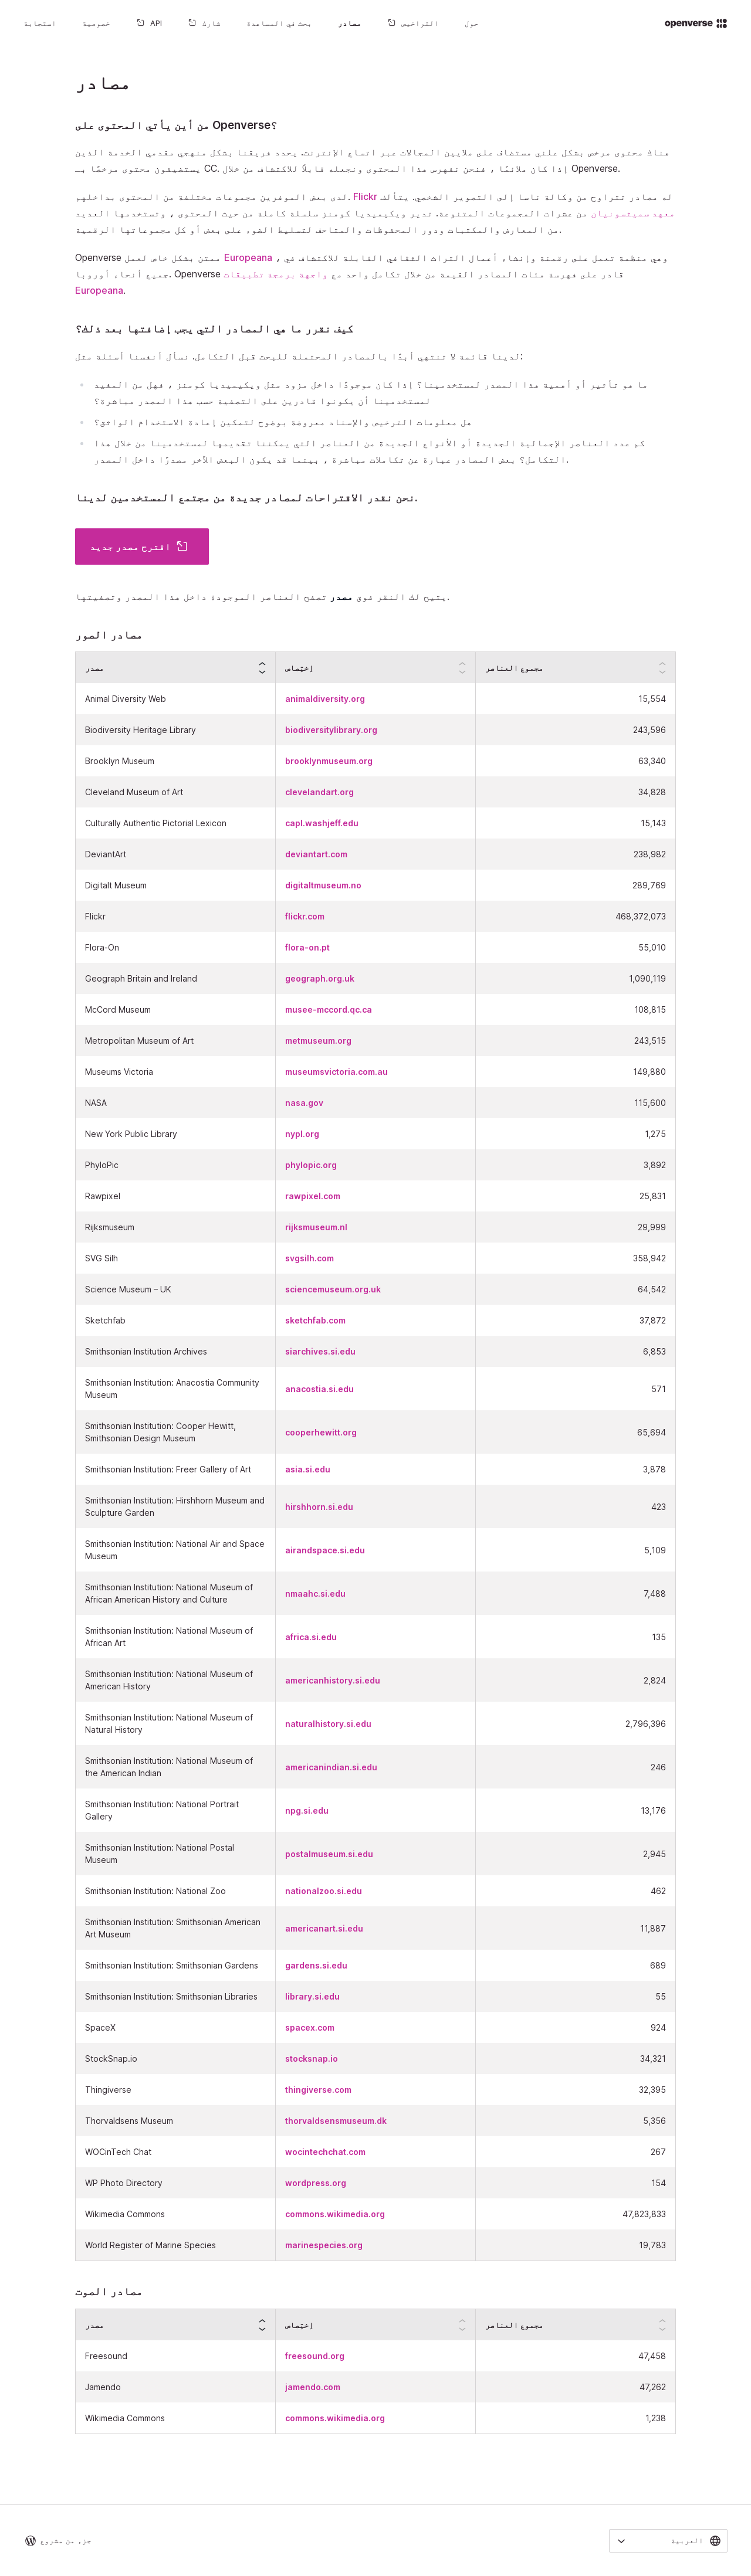 openverse
حول
التراخيص
مصادر
بحث في المساعدة
شارك
API
خصوصية
استجابة
مصادر
من أين يأتي المحتوى على Openverse؟
هناك محتوى مرخص بشكل علني مستضاف على ملايين المجالات عبر اتساع الإنترنت. يحدد فريقنا بشكل منهجي مقدمي الخدمة الذين
يستضيفون محتوى مرخصًا بـ CC. إذا كان ملائمًا ، فنحن نفهرس هذا المحتوى ونجعله قابلاً للاكتشاف من خلال Openverse.
لدى بعض الموفرين مجموعات مختلفة من المحتوى بداخلهم. Flickr له مصادر تتراوح من وكالة ناسا إلى التصوير الشخصي. يتألف
معهد سميثسونيان من عشرات المجموعات المتنوعة. تدير ويكيميديا كومنز سلسلة كاملة من حيث المحتوى ، وتستخدمها العديد
من المعارض والمكتبات ودور المحفوظات والمتاحف لتسليط الضوء على بعض أو كل مجموعاتها الرقمية.
Openverse ممتن بشكل خاص لعمل Europeana ، وهي منظمة تعمل على رقمنة وإنشاء أعمال التراث الثقافي القابلة للاكتشاف في
جميع أنحاء أوروبا. Openverse قادر على فهرسة مئات المصادر القيمة من خلال تكامل واحد مع واجهة برمجة تطبيقات
Europeana.
كيف نقرر ما هي المصادر التي يجب إضافتها بعد ذلك؟
لدينا قائمة لا تنتهي أبدًا بالمصادر المحتملة للبحث قبل التكامل. نسأل أنفسنا أسئلة مثل:
ما هو تأثير أو أهمية هذا المصدر لمستخدمينا؟ إذا كان موجودًا داخل مزود مثل ويكيميديا كومنز ، فهل من المفيد
لمستخدمينا أن يكونوا قادرين على التصفية حسب هذا المصدر مباشرة؟
هل معلومات الترخيص والإسناد معروضة بوضوح لتمكين إعادة الاستخدام الواثق؟
كم عدد العناصر الإجمالية الجديدة أو الأنواع الجديدة من العناصر التي يمكننا تقديمها لمستخدمينا من خلال هذا
التكامل؟ بعض المصادر عبارة عن تكاملات مباشرة ، بينما قد يكون البعض الآخر مصدرًا داخل المصدر.
نحن نقدر الاقتراحات لمصادر جديدة من مجتمع المستخدمين لدينا.
اقترح مصدر جديد
يتيح لك النقر فوق مصدر تصفح العناصر الموجودة داخل هذا المصدر وتصفيتها.
مصادر الصور
مصدر إختِصاص مجموع العناصر
Animal Diversity Web animaldiversity.org 15,554
Biodiversity Heritage Library biodiversitylibrary.org 243,596
Brooklyn Museum brooklynmuseum.org 63,340
Cleveland Museum of Art clevelandart.org 34,828
Culturally Authentic Pictorial Lexicon capl.washjeff.edu 15,143
DeviantArt deviantart.com 238,982
Digitalt Museum digitaltmuseum.no 289,769
Flickr flickr.com 468,372,073
Flora-On flora-on.pt 55,010
Geograph Britain and Ireland geograph.org.uk 1,090,119
McCord Museum musee-mccord.qc.ca 108,815
Metropolitan Museum of Art metmuseum.org 243,515
Museums Victoria museumsvictoria.com.au 149,880
NASA nasa.gov 115,600
New York Public Library nypl.org 1,275
PhyloPic phylopic.org 3,892
Rawpixel rawpixel.com 25,831
Rijksmuseum rijksmuseum.nl 29,999
SVG Silh svgsilh.com 358,942
Science Museum – UK sciencemuseum.org.uk 64,542
Sketchfab sketchfab.com 37,872
Smithsonian Institution Archives siarchives.si.edu 6,853
Smithsonian Institution: Anacostia Community
Museum anacostia.si.edu 571
Smithsonian Institution: Cooper Hewitt,
Smithsonian Design Museum cooperhewitt.org 65,694
Smithsonian Institution: Freer Gallery of Art asia.si.edu 3,878
Smithsonian Institution: Hirshhorn Museum and
Sculpture Garden hirshhorn.si.edu 423
Smithsonian Institution: National Air and Space
Museum airandspace.si.edu 5,109
Smithsonian Institution: National Museum of
African American History and Culture nmaahc.si.edu 7,488
Smithsonian Institution: National Museum of
African Art africa.si.edu 135
Smithsonian Institution: National Museum of
American History americanhistory.si.edu 2,824
Smithsonian Institution: National Museum of
Natural History naturalhistory.si.edu 2,796,396
Smithsonian Institution: National Museum of
the American Indian americanindian.si.edu 246
Smithsonian Institution: National Portrait
Gallery npg.si.edu 13,176
Smithsonian Institution: National Postal
Museum postalmuseum.si.edu 2,945
Smithsonian Institution: National Zoo nationalzoo.si.edu 462
Smithsonian Institution: Smithsonian American
Art Museum americanart.si.edu 11,887
Smithsonian Institution: Smithsonian Gardens gardens.si.edu 689
Smithsonian Institution: Smithsonian Libraries library.si.edu 55
SpaceX spacex.com 924
StockSnap.io stocksnap.io 34,321
Thingiverse thingiverse.com 32,395
Thorvaldsens Museum thorvaldsensmuseum.dk 5,356
WOCinTech Chat wocintechchat.com 267
WP Photo Directory wordpress.org 154
Wikimedia Commons commons.wikimedia.org 47,823,833
World Register of Marine Species marinespecies.org 19,783
مصادر الصوت
مصدر إختِصاص مجموع العناصر
Freesound freesound.org 47,458
Jamendo jamendo.com 47,262
Wikimedia Commons commons.wikimedia.org 1,238
جزء من مشروع
العربية